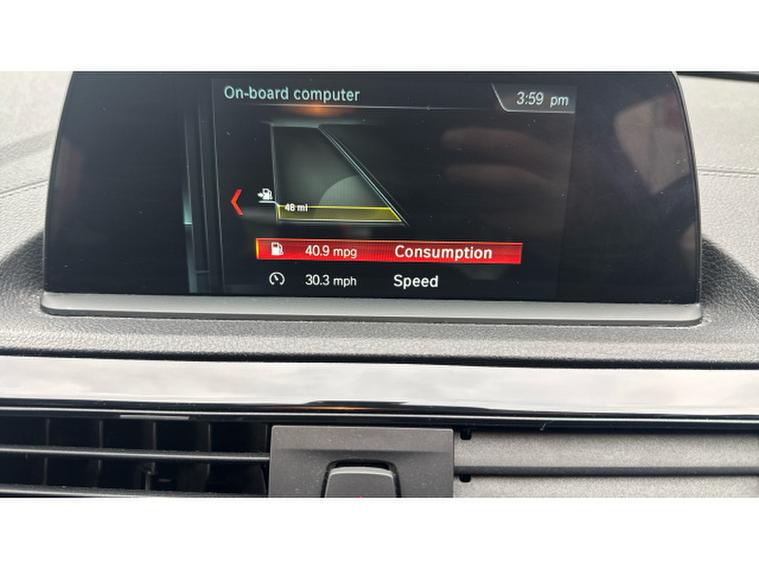 On-board computer
3:59 pm
48 mi
40.9 mpg Consumption
30.3 mph Speed